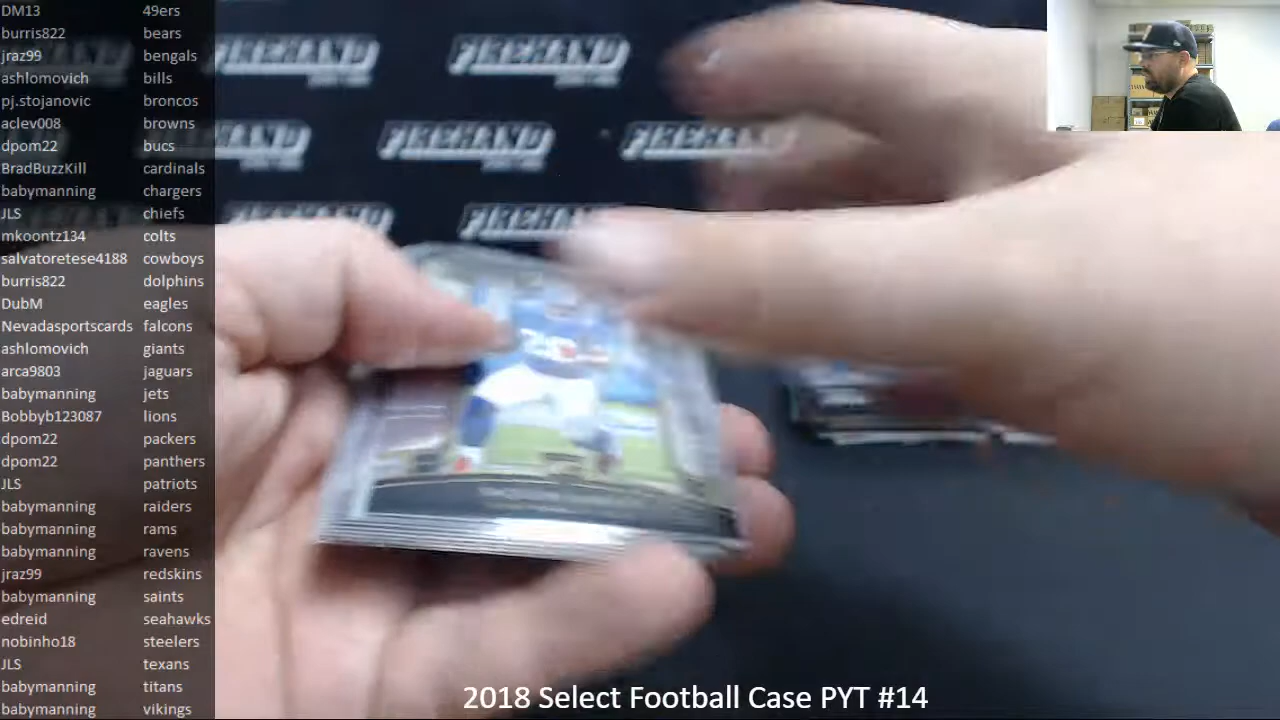 DM13 49ers
burris822 bears
jraz99 bengals
ashlomovich bills
pj.stojanovic broncos
aclev008 browns
dpom22 bucs
BradBuzzKill cardinals
babymanning chargers
JLS chiefs
mkoontz134 colts
salvatoretese4188 cowboys
burris822 dolphins
DubM eagles
Nevadasportscards falcons
ashlomovich giants
arca9803 jaguars
babymanning jets
Bobbyb123087 lions
dpom22 packers
dpom22 panthers
JLS patriots
babymanning raiders
babymanning rams
babymanning ravens
jraz99 redskins
babymanning saints
edreid seahawks
nobinho18 steelers
JLS texans
babymanning titans
babymanning vikings
FIREHAND FIREHAND
FIREHAND FIREHAND FIREHAND
FIREHAND FIREHAND
2018 Select Football Case PYT #14